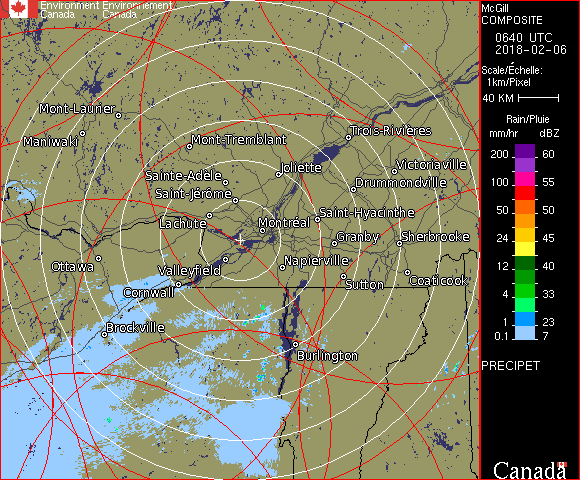 Environment Environnement
Canada Canada
McGill
COMPOSITE
0640 UTC
2018-02-06
Scale/Échelle:
1km/Pixel
40 KM
Rain/Pluie
mm/hr dBZ
200 60
150 57
100 55
50 50
24 45
12 40
4 33
1 23
0.1 7
PRECIPET
Canada
Mont-Laurier
Maniwaki
Mont-Tremblant
Trois-Rivières
Joliette
Victoriaville
Sainte-Adèle
Drummondville
Saint-Jérôme
Saint-Hyacinthe
Lachute
Montréal
Granby
Sherbrooke
Ottawa
Valleyfield
Napierville
Sutton
Coaticook
Cornwall
Brockville
Burlington